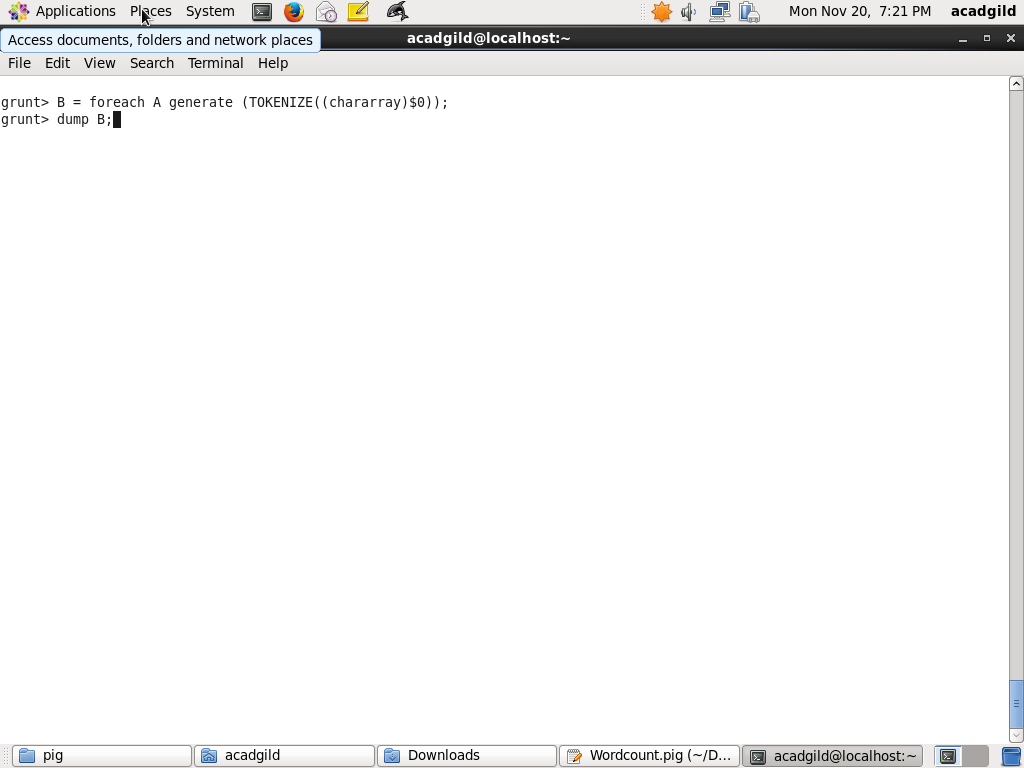 Applications Places System Mon Nov 20, 7:21 PM acadgild
Access documents, folders and network places
acadgild@localhost:~
File Edit View Search Terminal Help
grunt> B = foreach A generate (TOKENIZE((chararray)$0));
grunt> dump B;
pig acadgild Downloads Wordcount.pig (~/D... acadgild@localhost:~